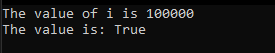 The value of i is 100000
The value is: True